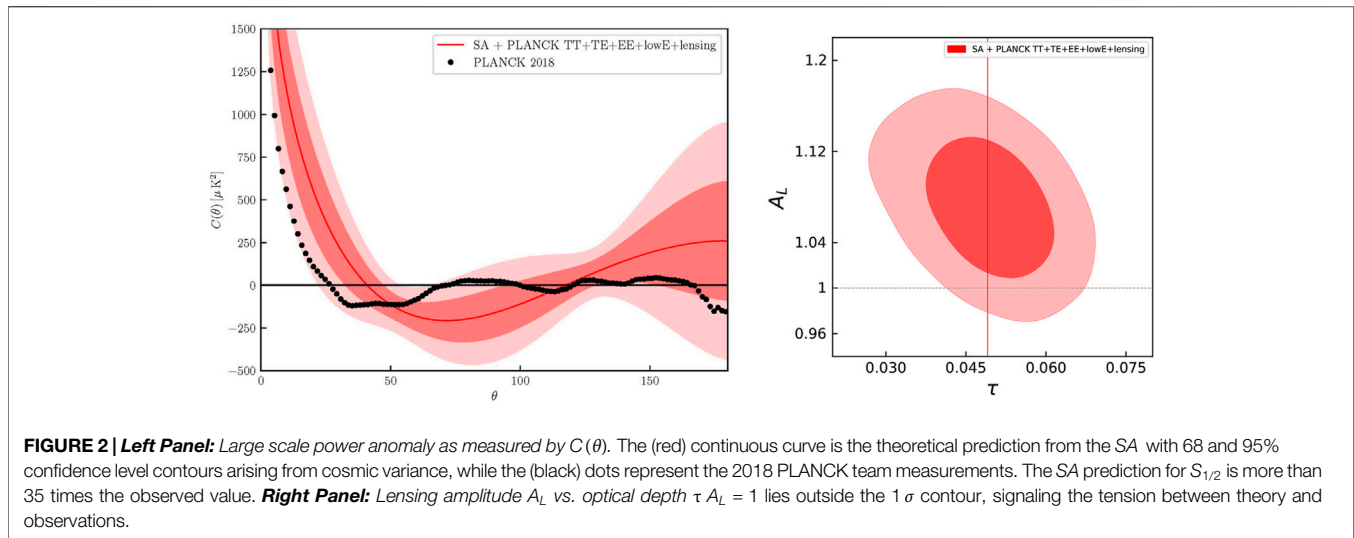 1500
1250
1000
750
500
250
0
−250
−500
C(θ) [μ K²]
0
50
100
150
θ
SA + PLANCK TT+TE+EE+lowE+lensing
PLANCK 2018
1.2
1.12
1.04
1
0.96
A_L
0.030
0.045
0.060
0.075
τ
SA + PLANCK TT+TE+EE+lowE+lensing
FIGURE 2 | Left Panel: Large scale power anomaly as measured by C(θ). The (red) continuous curve is the theoretical prediction from the SA with 68 and 95%
confidence level contours arising from cosmic variance, while the (black) dots represent the 2018 PLANCK team measurements. The SA prediction for S₁/₂ is more than
35 times the observed value. Right Panel: Lensing amplitude A_L vs. optical depth τ A_L = 1 lies outside the 1 σ contour, signaling the tension between theory and
observations.